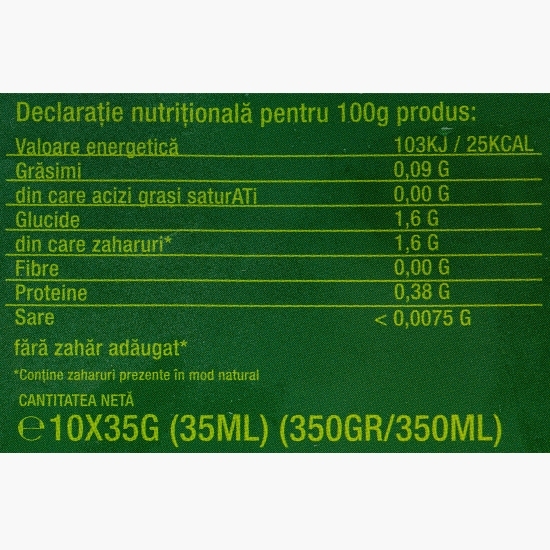 Declarație nutrițională pentru 100g produs:
Valoare energetică 103KJ / 25KCAL
Grăsimi 0,09 G
din care acizi grași saturATi 0,00 G
Glucide 1,6 G
din care zaharuri* 1,6 G
Fibre 0,00 G
Proteine 0,38 G
Sare < 0,0075 G
fără zahăr adăugat*
*Conține zaharuri prezente în mod natural
CANTITATEA NETĂ
℮10X35G (35ML) (350GR/350ML)